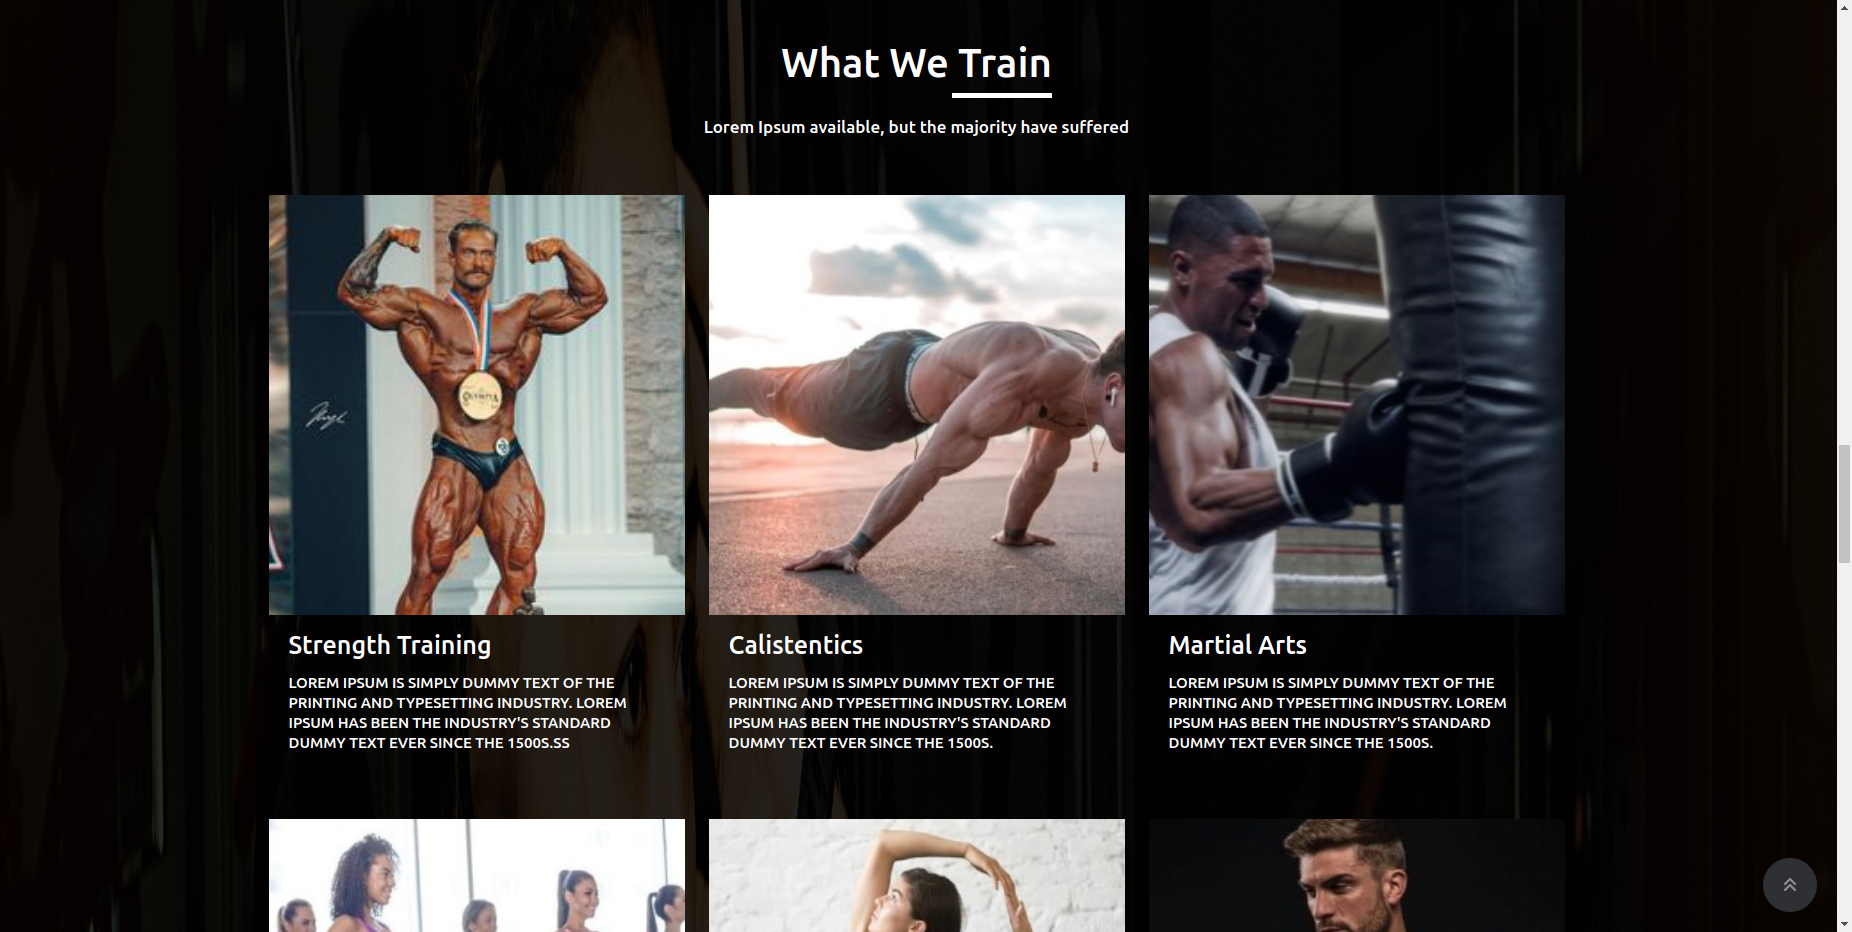 What We Train
Lorem Ipsum available, but the majority have suffered
OLYMPIA
Strength Training
LOREM IPSUM IS SIMPLY DUMMY TEXT OF THE
PRINTING AND TYPESETTING INDUSTRY. LOREM
IPSUM HAS BEEN THE INDUSTRY'S STANDARD
DUMMY TEXT EVER SINCE THE 1500S.SS
Calistentics
LOREM IPSUM IS SIMPLY DUMMY TEXT OF THE
PRINTING AND TYPESETTING INDUSTRY. LOREM
IPSUM HAS BEEN THE INDUSTRY'S STANDARD
DUMMY TEXT EVER SINCE THE 1500S.
Martial Arts
LOREM IPSUM IS SIMPLY DUMMY TEXT OF THE
PRINTING AND TYPESETTING INDUSTRY. LOREM
IPSUM HAS BEEN THE INDUSTRY'S STANDARD
DUMMY TEXT EVER SINCE THE 1500S.